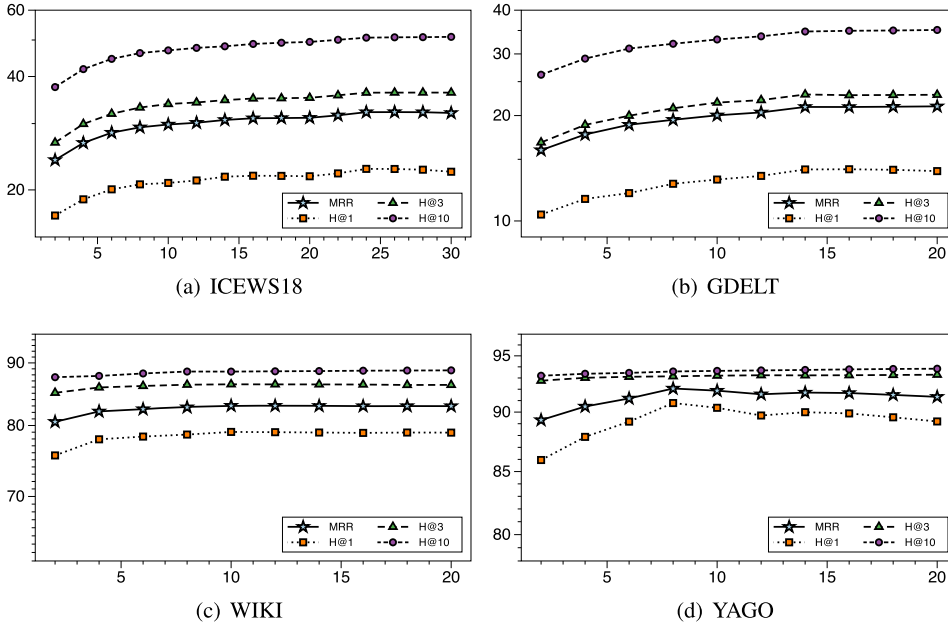 60
40
20
5 10 15 20 25 30
MRR H@3
H@1 H@10
(a) ICEWS18
40
30
20
10
5 10 15 20
MRR H@3
H@1 H@10
(b) GDELT
90
80
70
5 10 15 20
MRR H@3
H@1 H@10
(c) WIKI
95
90
85
80
5 10 15 20
MRR H@3
H@1 H@10
(d) YAGO